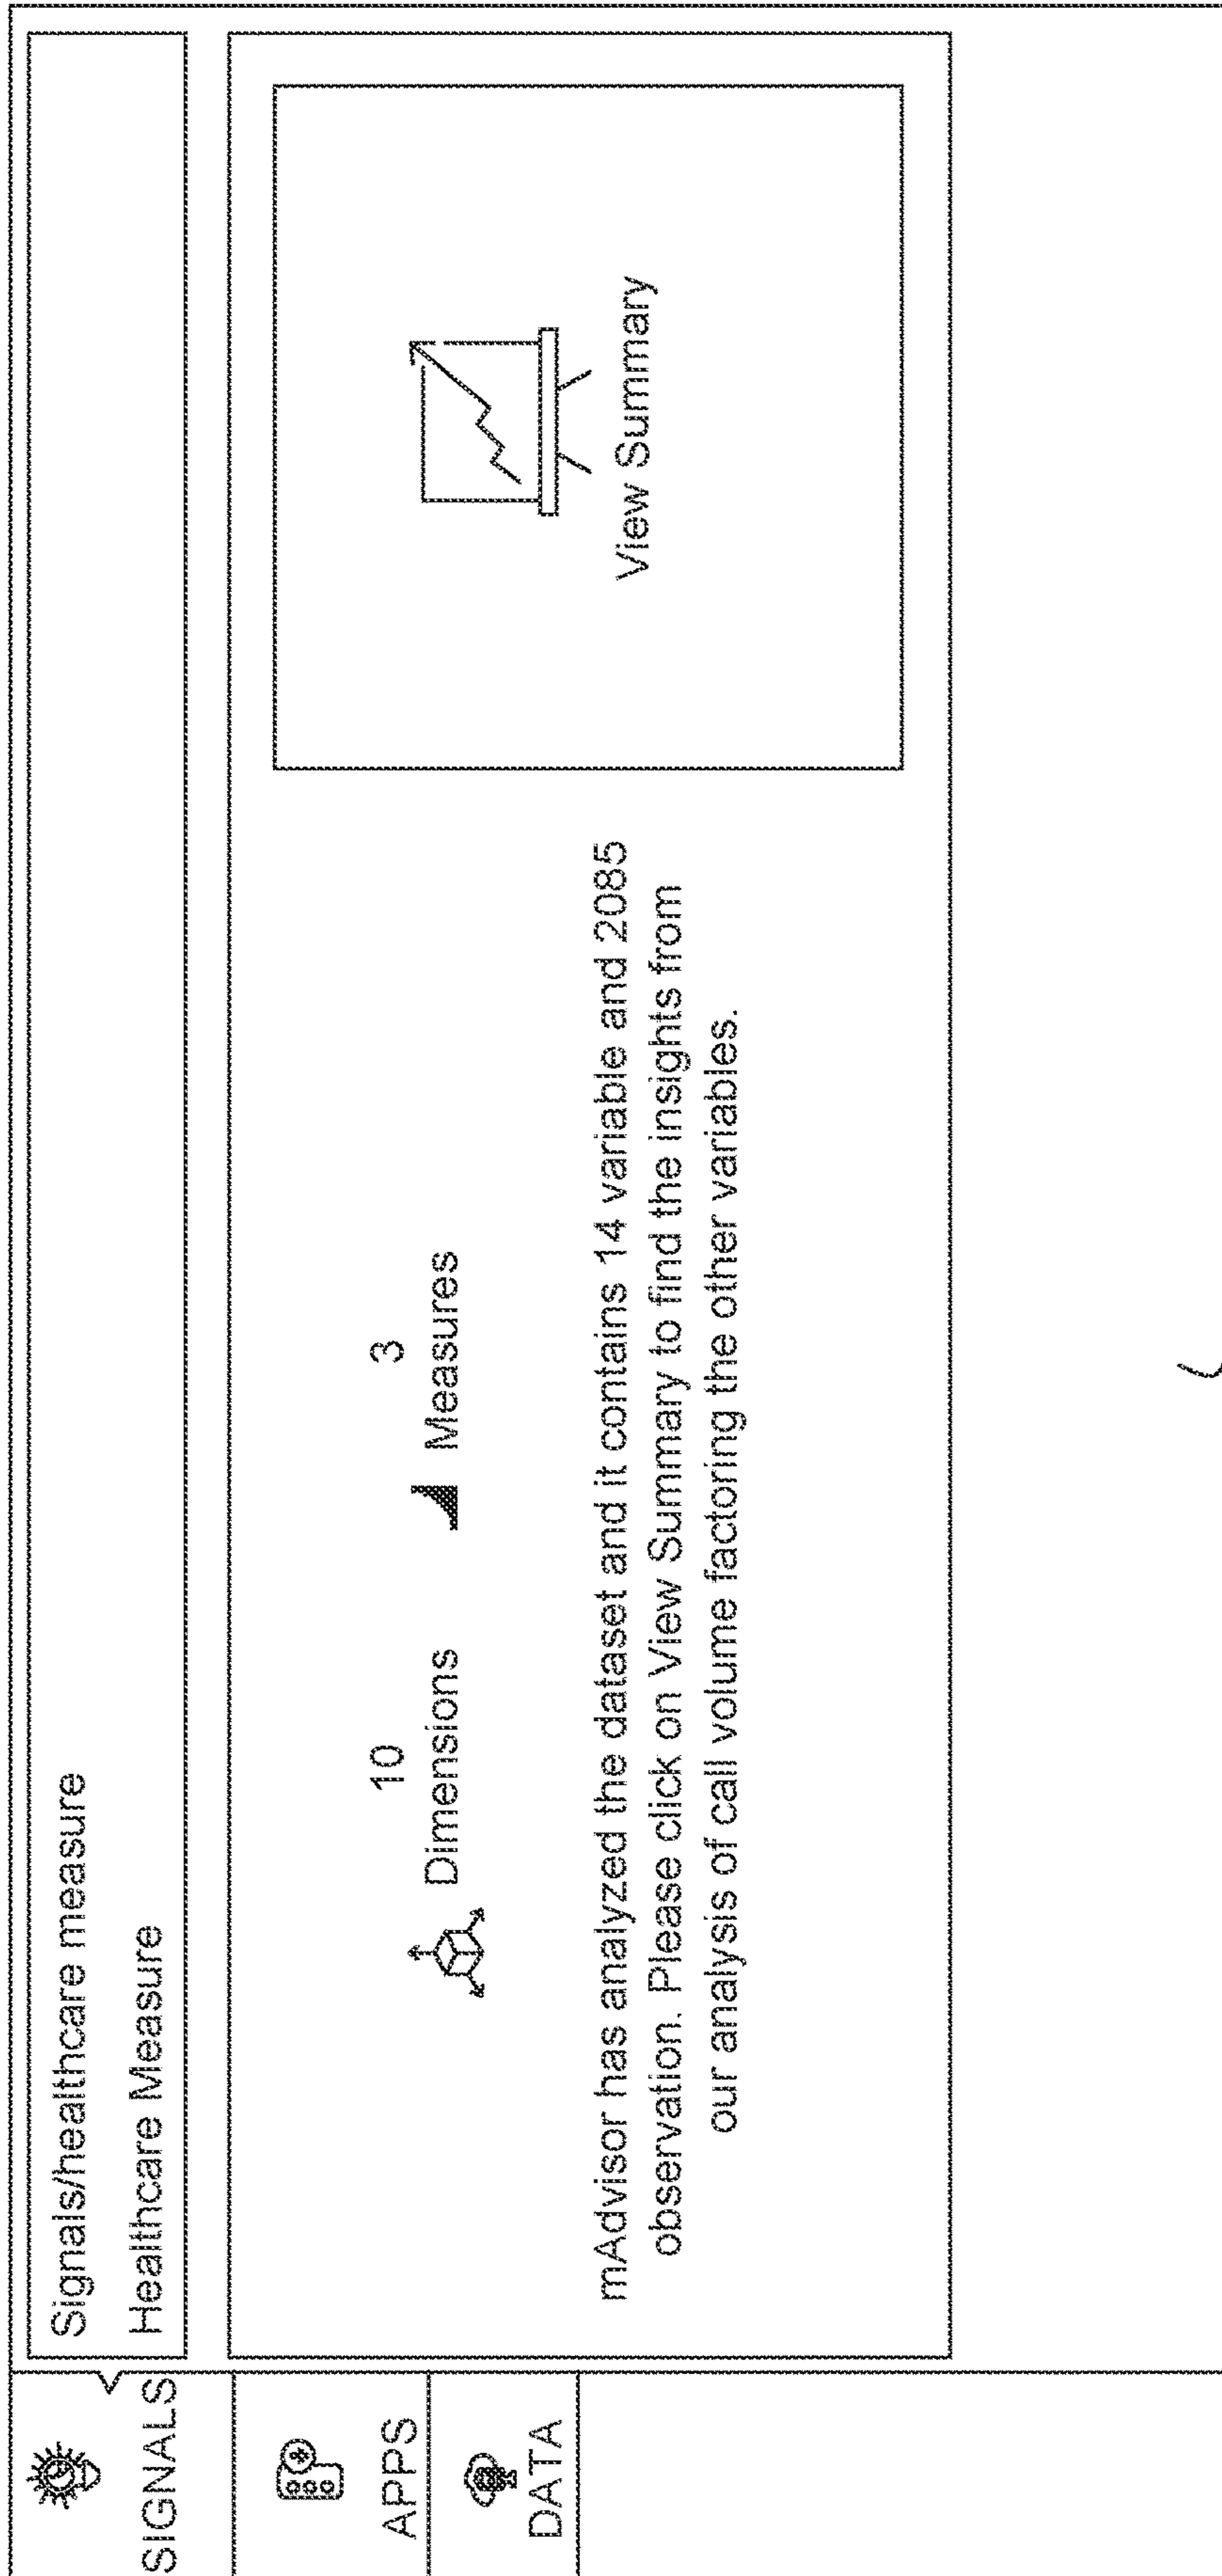 SIGNALS
APPS
DATA
Signals/healthcare measure
Healthcare Measure
10
Dimensions
3
Measures
mAdvisor has analyzed the dataset and it contains 14 variable and 2085
observation. Please click on View Summary to find the insights from
our analysis of call volume factoring the other variables.
View Summary